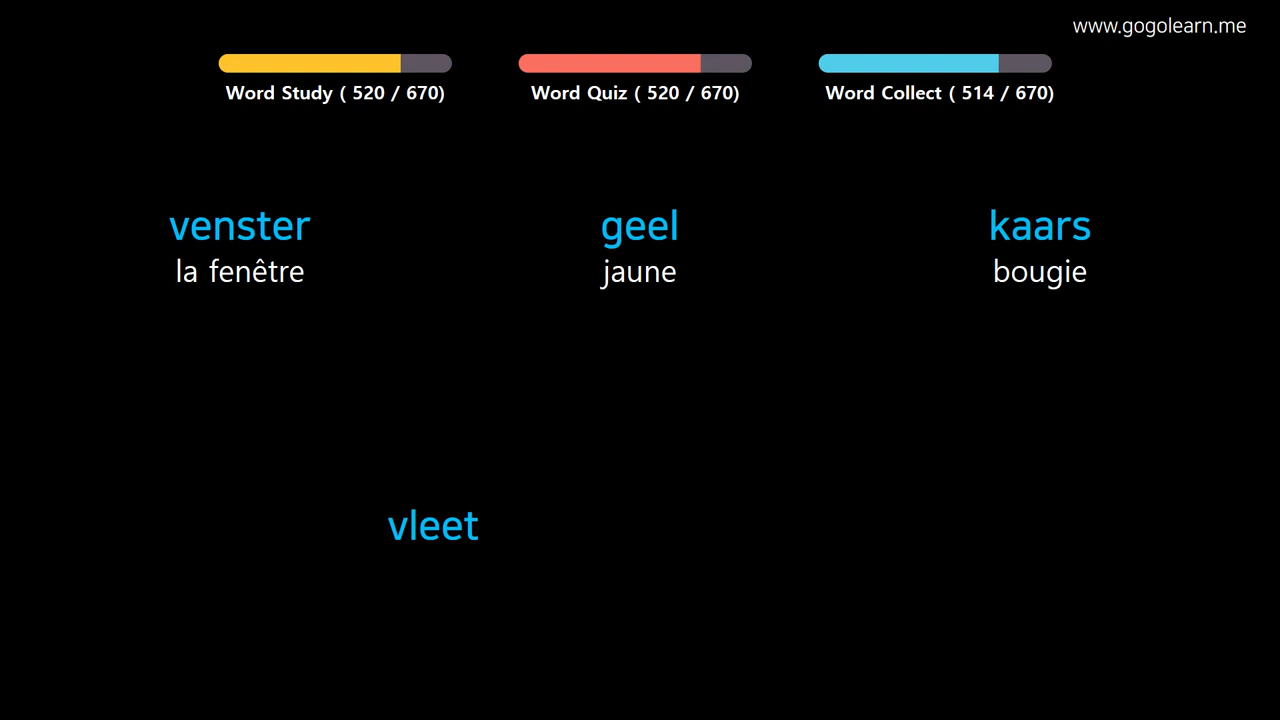 www.gogolearn.me
Word Study ( 520 / 670)
Word Quiz ( 520 / 670)
Word Collect ( 514 / 670)
venster
la fenêtre
geel
jaune
kaars
bougie
vleet